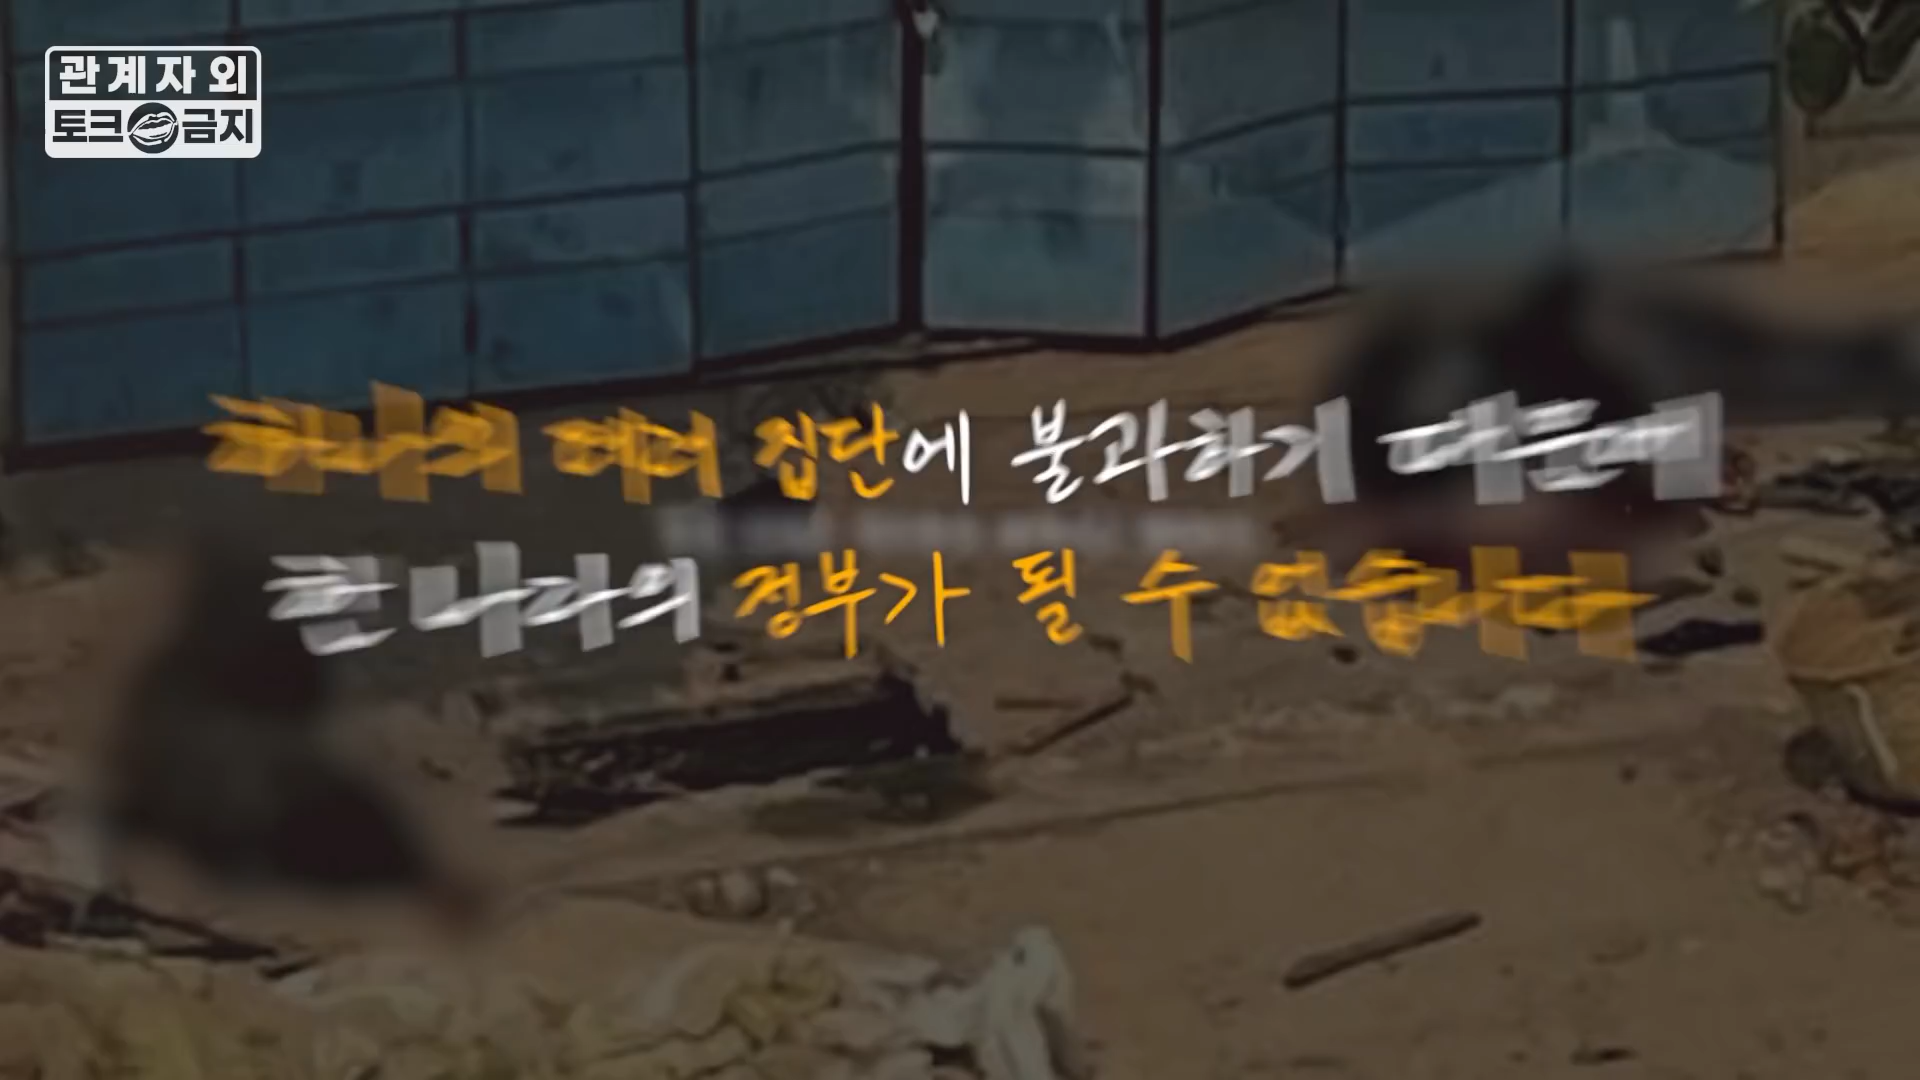 관계자 외
토크 금지
하나의 테러 집단에 불과하기 때문에
한 나라의 정부가 될 수 없습니다